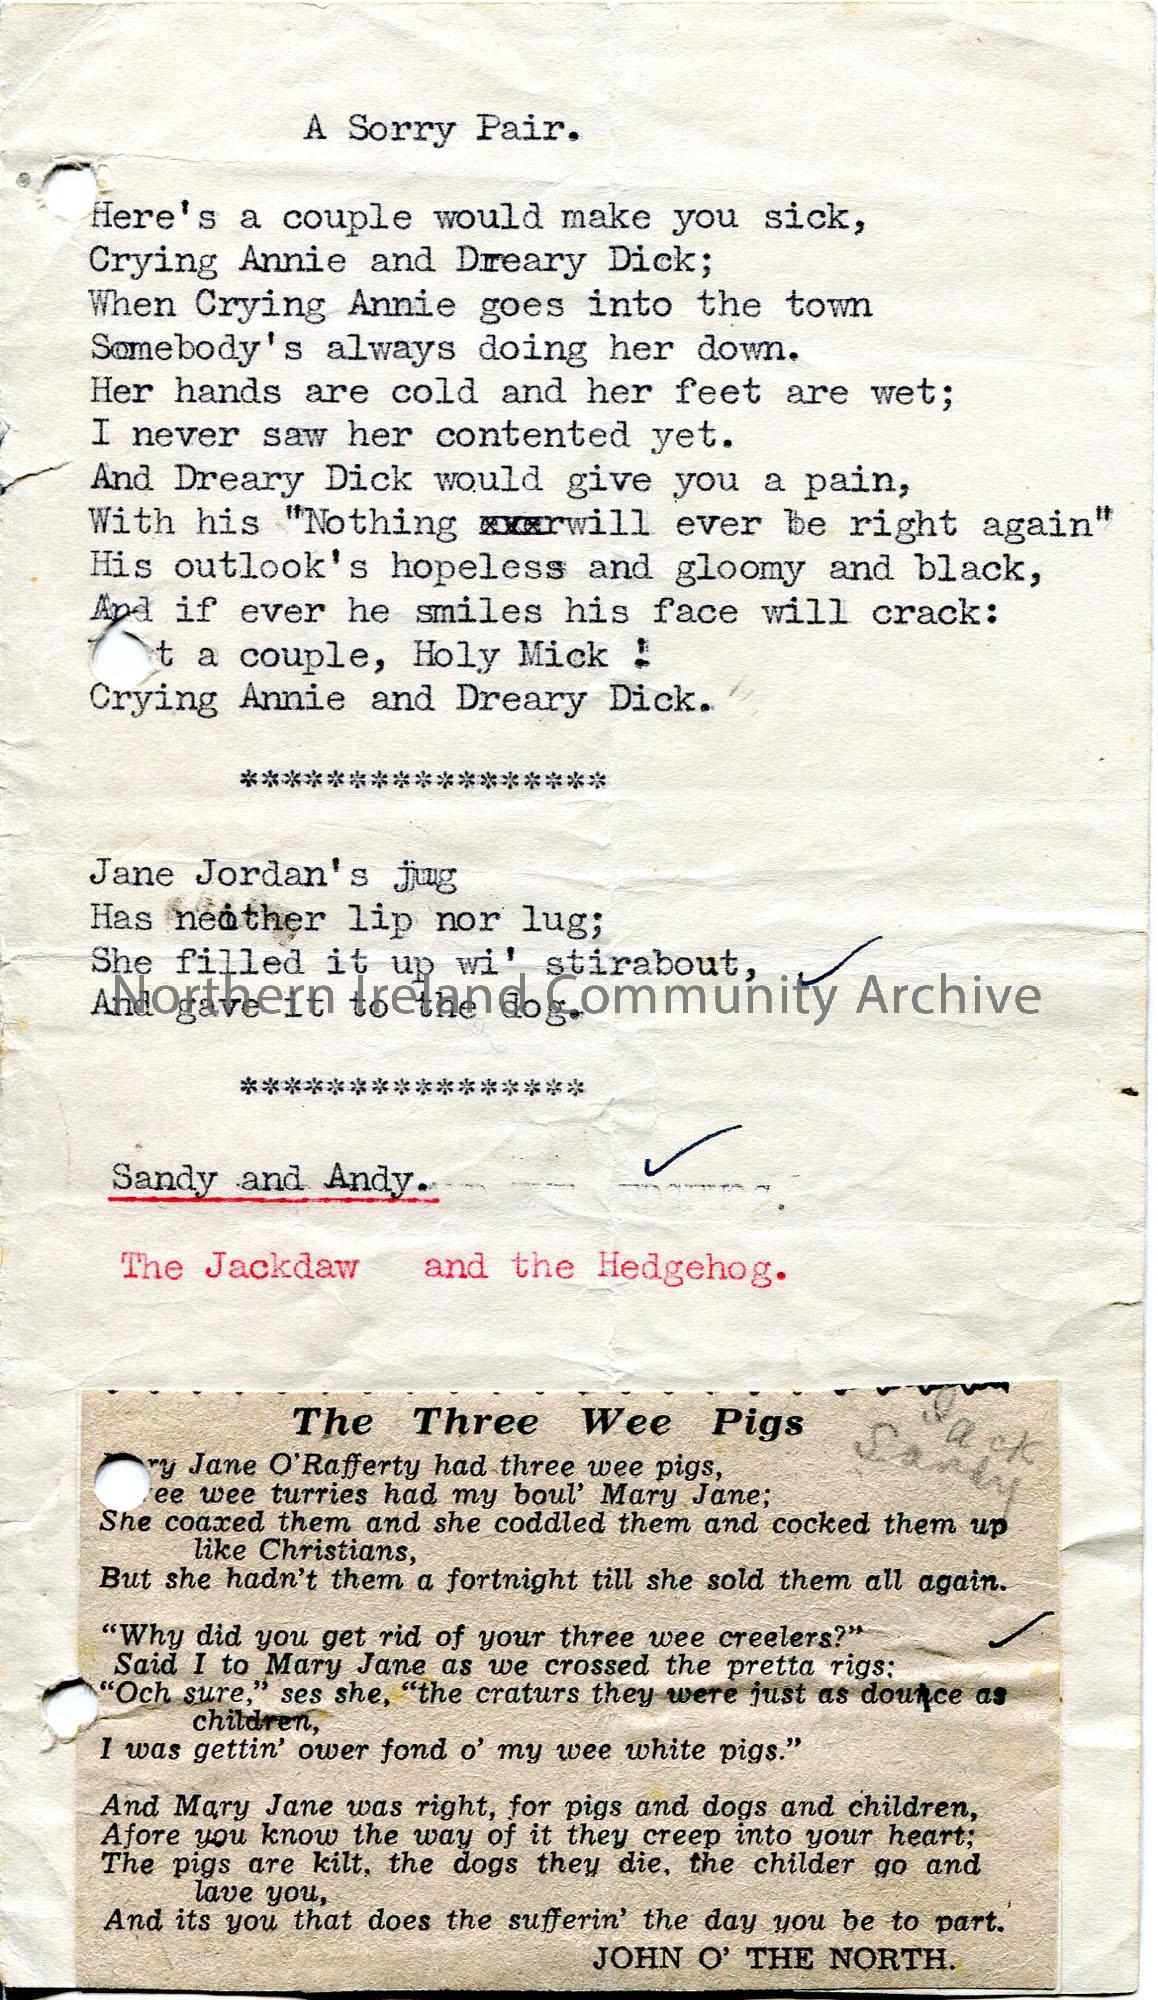 A Sorry Pair.
Here's a couple would make you sick,
Crying Annie and Dreary Dick;
When Crying Annie goes into the town
Somebody's always doing her down.
Her hands are cold and her feet are wet;
I never saw her contented yet.
And Dreary Dick would give you a pain,
With his "Nothing will ever be right again"
His outlook's hopeless and gloomy and black,
And if ever he smiles his face will crack:
t a couple, Holy Mick !
Crying Annie and Dreary Dick.
*****************
Jane Jordan's jug
Has neither lip nor lug;
She filled it up wi' stirabout,
And gave it to the dog.
Northern Ireland Community Archive
****************
Sandy and Andy.
The Jackdaw and the Hedgehog.
The Three Wee Pigs
Jack
Sandy
ry Jane O'Rafferty had three wee pigs,
ree wee turries had my boul' Mary Jane;
She coaxed them and she coddled them and cocked them up
like Christians,
But she hadn't them a fortnight till she sold them all again.
"Why did you get rid of your three wee creelers?"
Said I to Mary Jane as we crossed the pretta rigs;
"Och sure," ses she, "the craturs they were just as dounce as
children,
I was gettin' ower fond o' my wee white pigs."
And Mary Jane was right, for pigs and dogs and children,
Afore you know the way of it they creep into your heart;
The pigs are kilt, the dogs they die, the childer go and
lave you,
And its you that does the sufferin' the day you be to part.
JOHN O' THE NORTH.